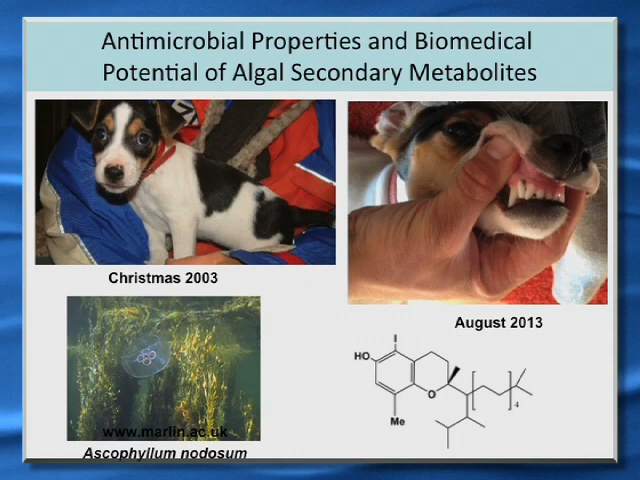 Antimicrobial Properties and Biomedical
Potential of Algal Secondary Metabolites
Christmas 2003
August 2013
www.marlin.ac.uk
Ascophyllum nodosum
I
HO
O
Me
4